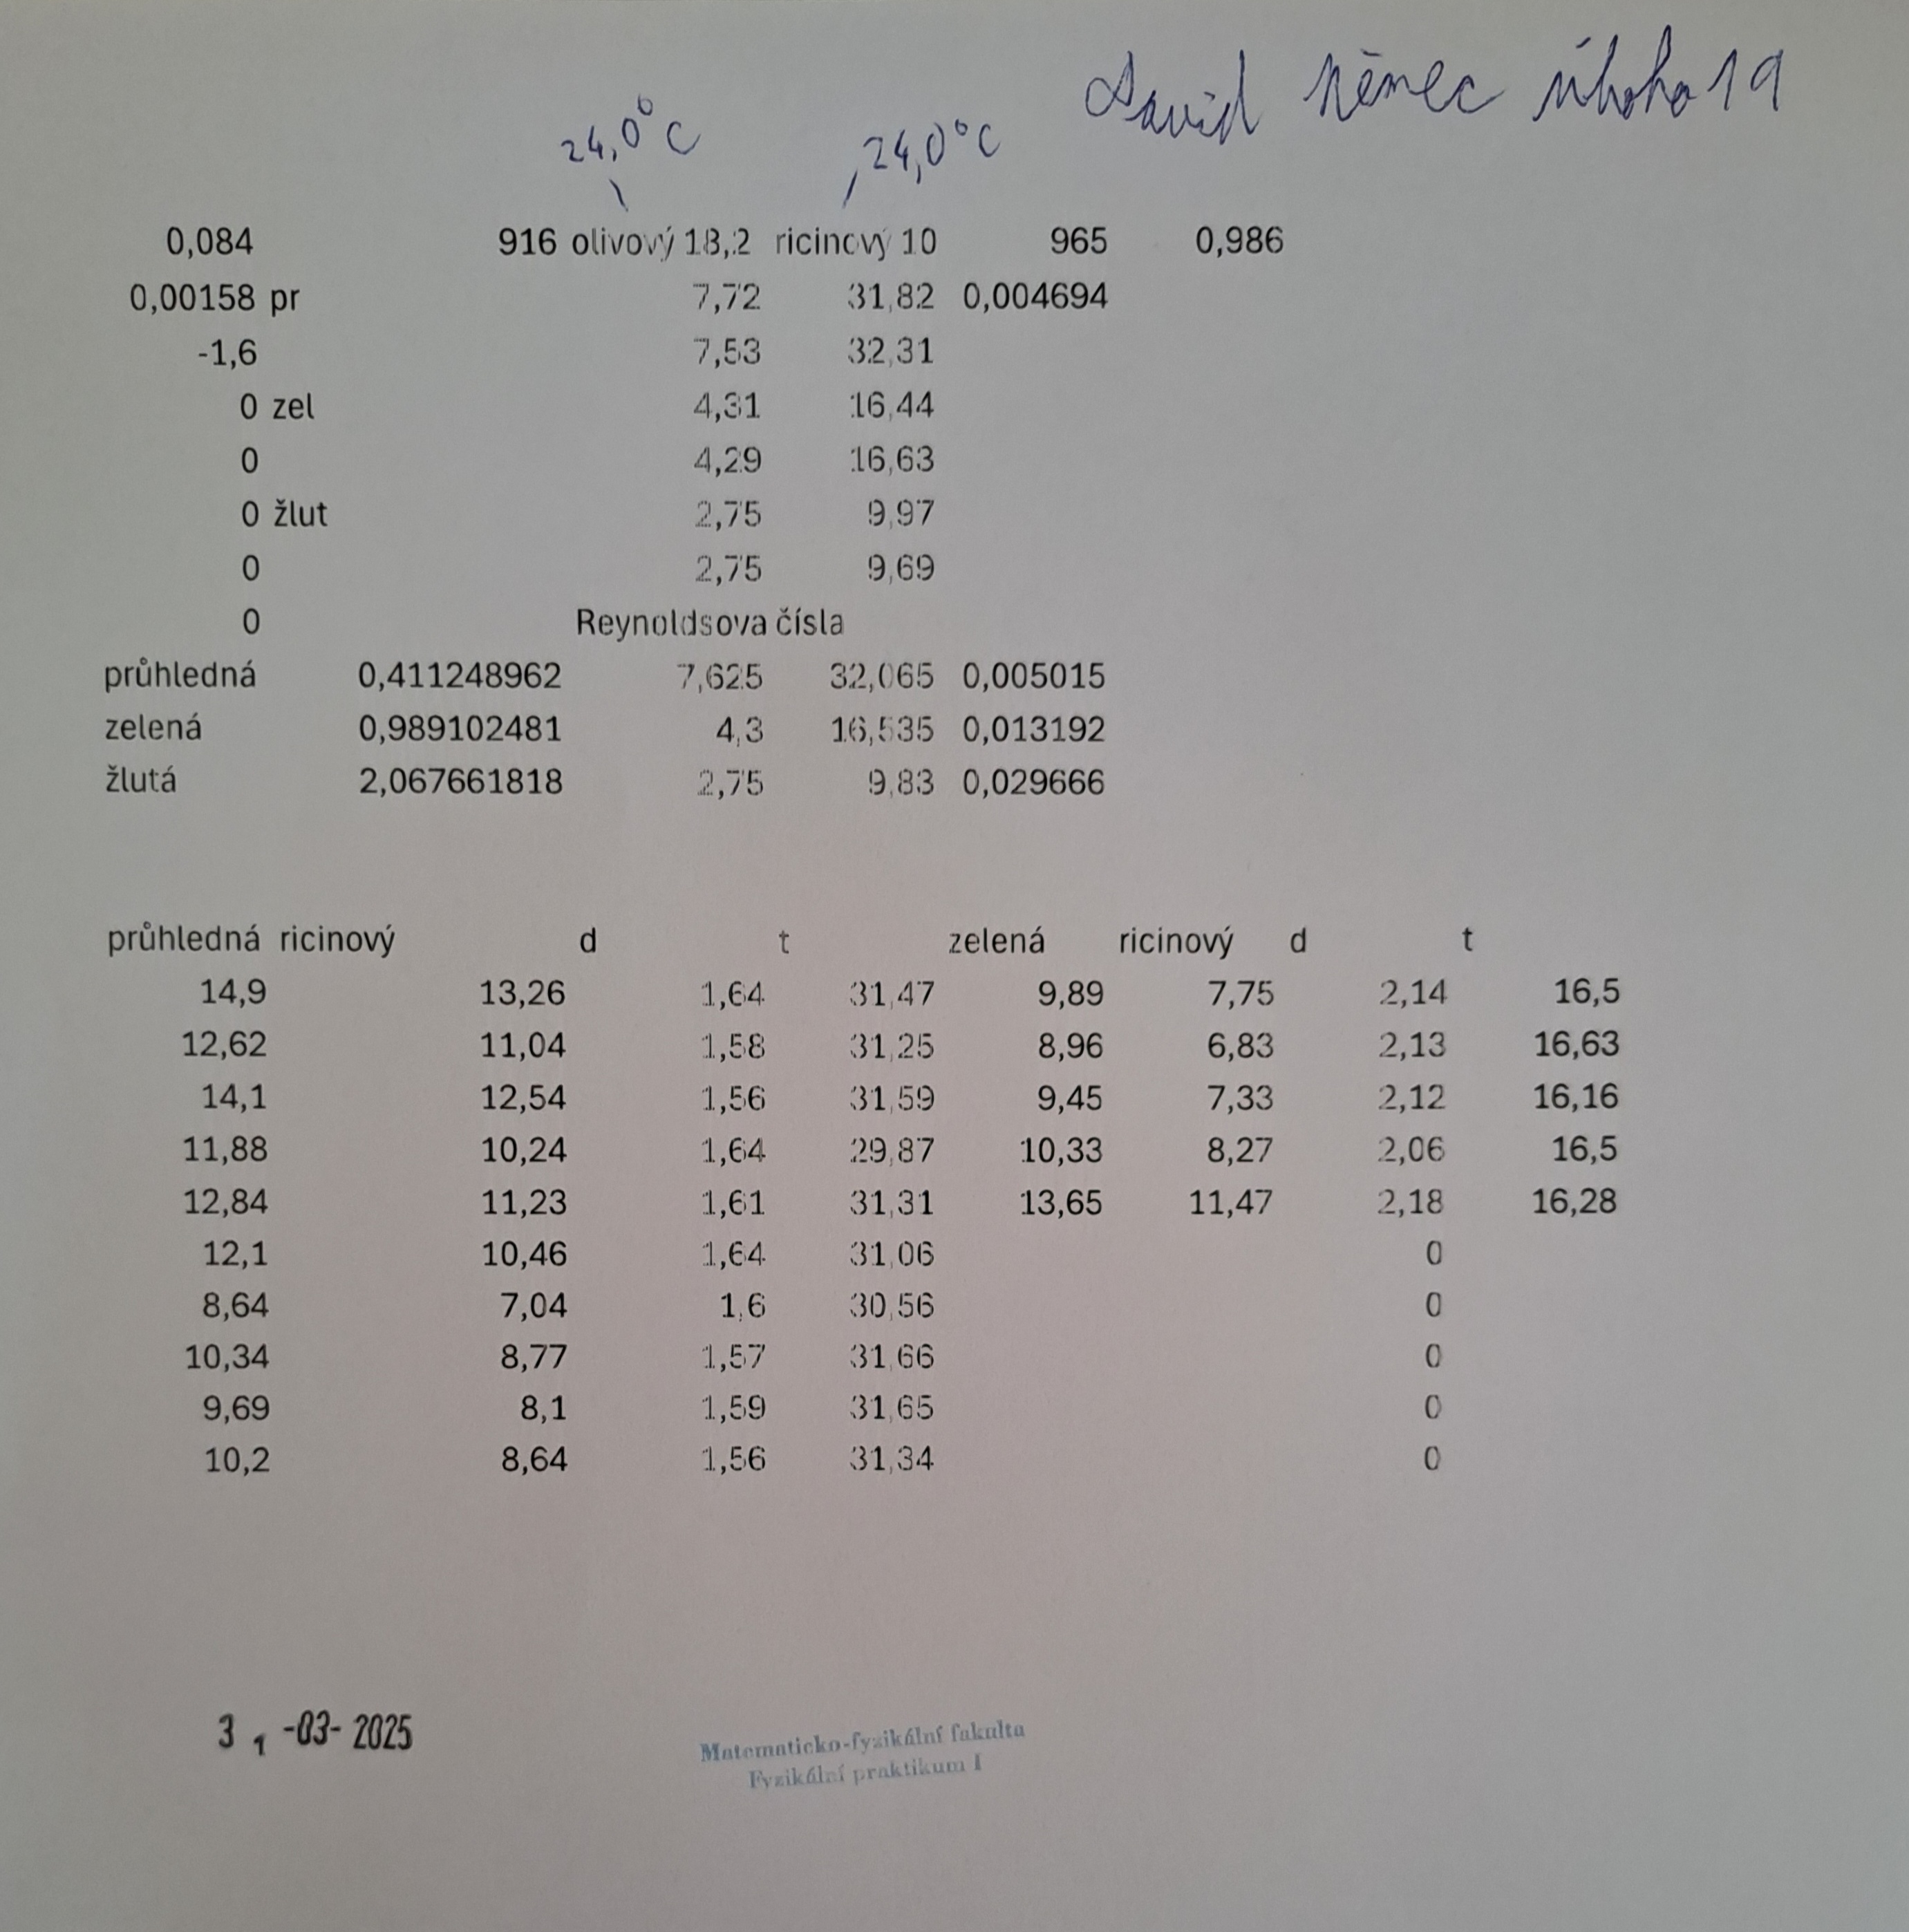 David Němec úloha 19
24,0°C 24,0°C
0,084 916 olivový 18,2 ricinový 10 965 0,986
0,00158 pr 7,72 31,82 0,004694
-1,6 7,53 32,31
0 zel 4,31 16,44
0 4,29 16,63
0 žlut 2,75 9,97
0 2,75 9,69
0 Reynoldsova čísla
průhledná 0,411248962 7,625 32,065 0,005015
zelená 0,989102481 4,3 16,535 0,013192
žlutá 2,067661818 2,75 9,83 0,029666
průhledná ricinový d t zelená ricinový d t
14,9 13,26 1,64 31,47 9,89 7,75 2,14 16,5
12,62 11,04 1,58 31,25 8,96 6,83 2,13 16,63
14,1 12,54 1,56 31,59 9,45 7,33 2,12 16,16
11,88 10,24 1,64 29,87 10,33 8,27 2,06 16,5
12,84 11,23 1,61 31,31 13,65 11,47 2,18 16,28
12,1 10,46 1,64 31,06 0
8,64 7,04 1,6 30,56 0
10,34 8,77 1,57 31,66 0
9,69 8,1 1,59 31,65 0
10,2 8,64 1,56 31,34 0
31 -03- 2025
Matematicko-fyzikální fakulta
Fyzikální praktikum I